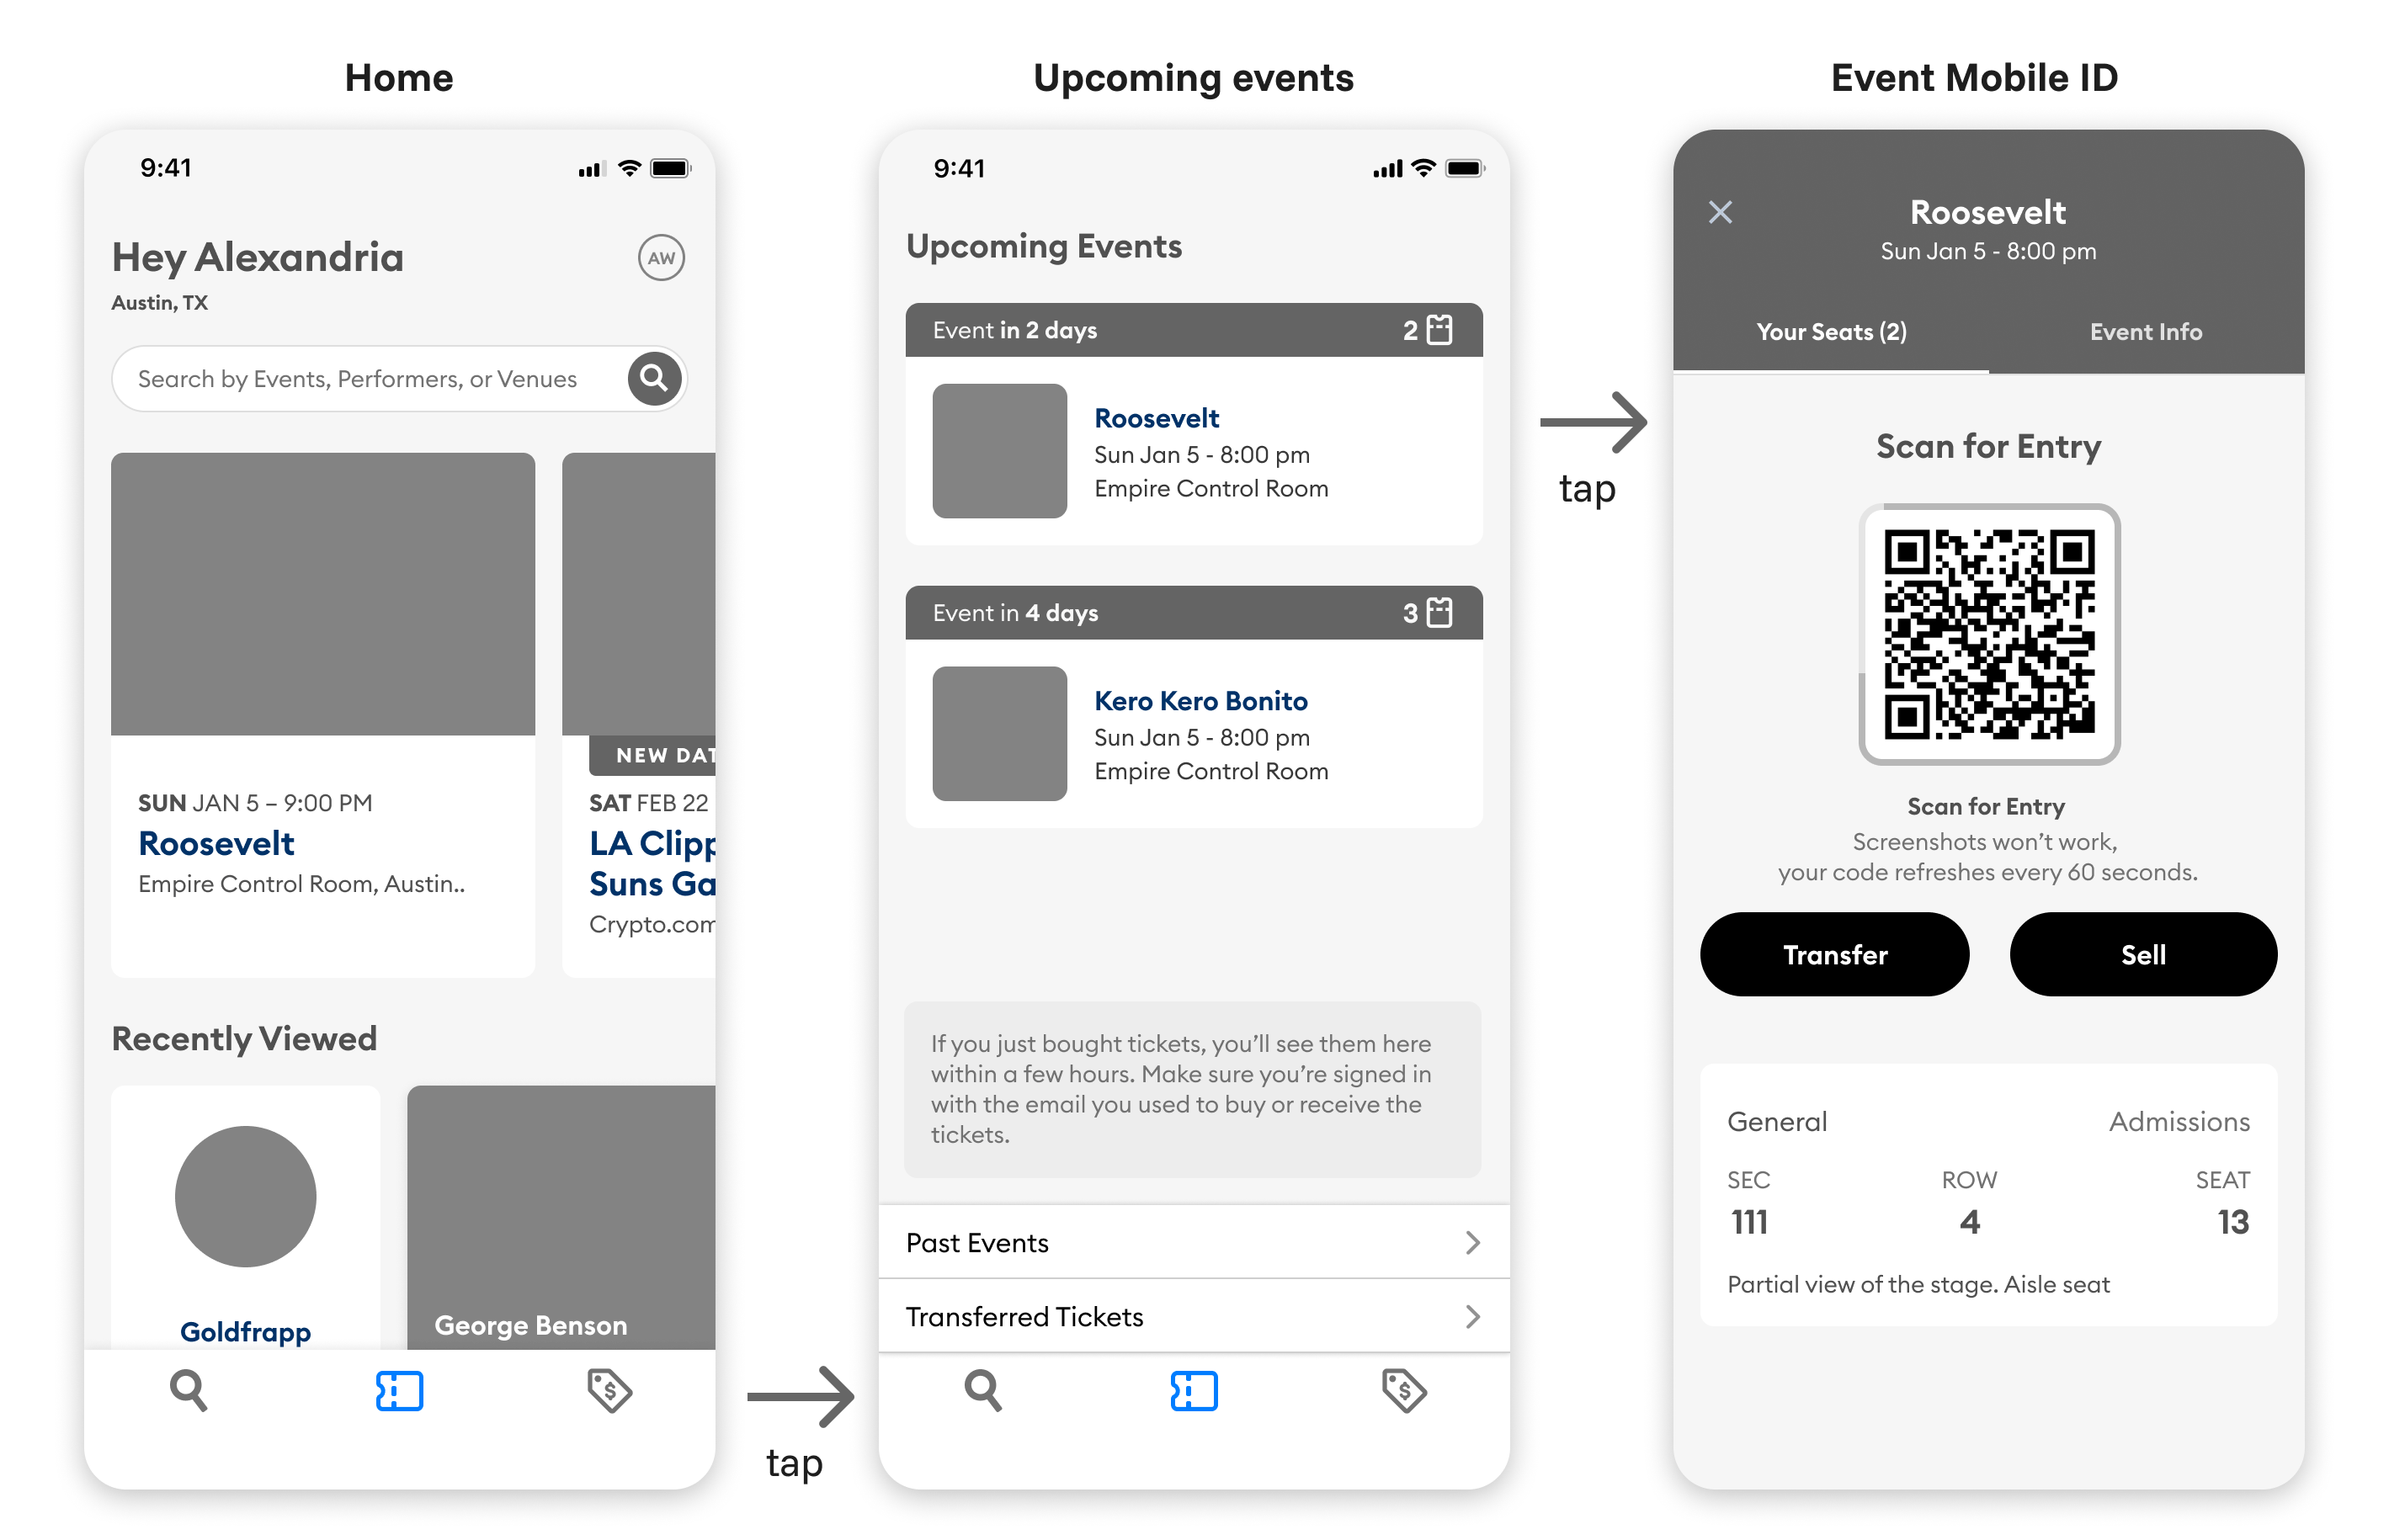 Home
9:41
Hey Alexandria
AW
Austin, TX
Search by Events, Performers, or Venues
SUN JAN 5 – 9:00 PM
Roosevelt
Empire Control Room, Austin..
NEW DAT
SAT FEB 22
LA Clipp
Suns Ga
Crypto.com
Recently Viewed
Goldfrapp
George Benson
$
tap
Upcoming events
9:41
Upcoming Events
Event in 2 days
2
Roosevelt
Sun Jan 5 - 8:00 pm
Empire Control Room
Event in 4 days
3
Kero Kero Bonito
Sun Jan 5 - 8:00 pm
Empire Control Room
If you just bought tickets, you’ll see them here
within a few hours. Make sure you’re signed in
with the email you used to buy or receive the
tickets.
Past Events
Transferred Tickets
$
tap
Event Mobile ID
Roosevelt
Sun Jan 5 - 8:00 pm
Your Seats (2)
Event Info
Scan for Entry
Scan for Entry
Screenshots won’t work,
your code refreshes every 60 seconds.
Transfer
Sell
General
Admissions
SEC
ROW
SEAT
111
4
13
Partial view of the stage. Aisle seat